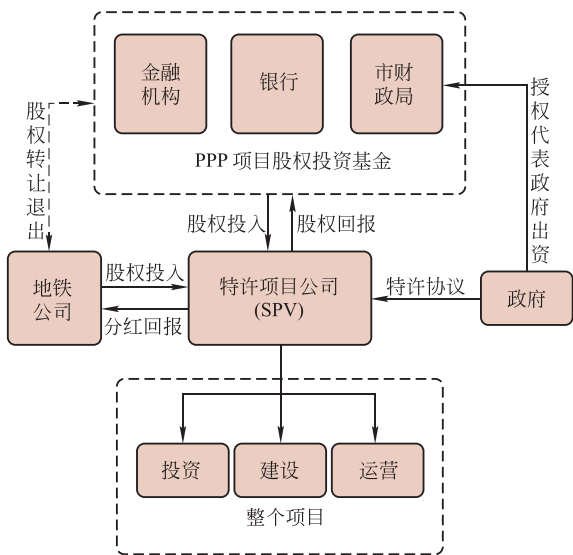 金融
机构
银行
市财
政局
PPP 项目股权投资基金
股权转让退出
授权代表政府出资
股权投入
股权回报
地铁
公司
股权投入
分红回报
特许项目公司
(SPV)
特许协议
政府
投资
建设
运营
整个项目